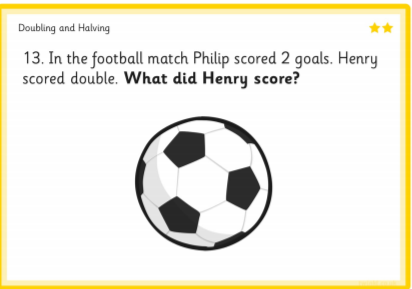 Doubling and Halving
13. In the football match Philip scored 2 goals. Henry
scored double. What did Henry score?